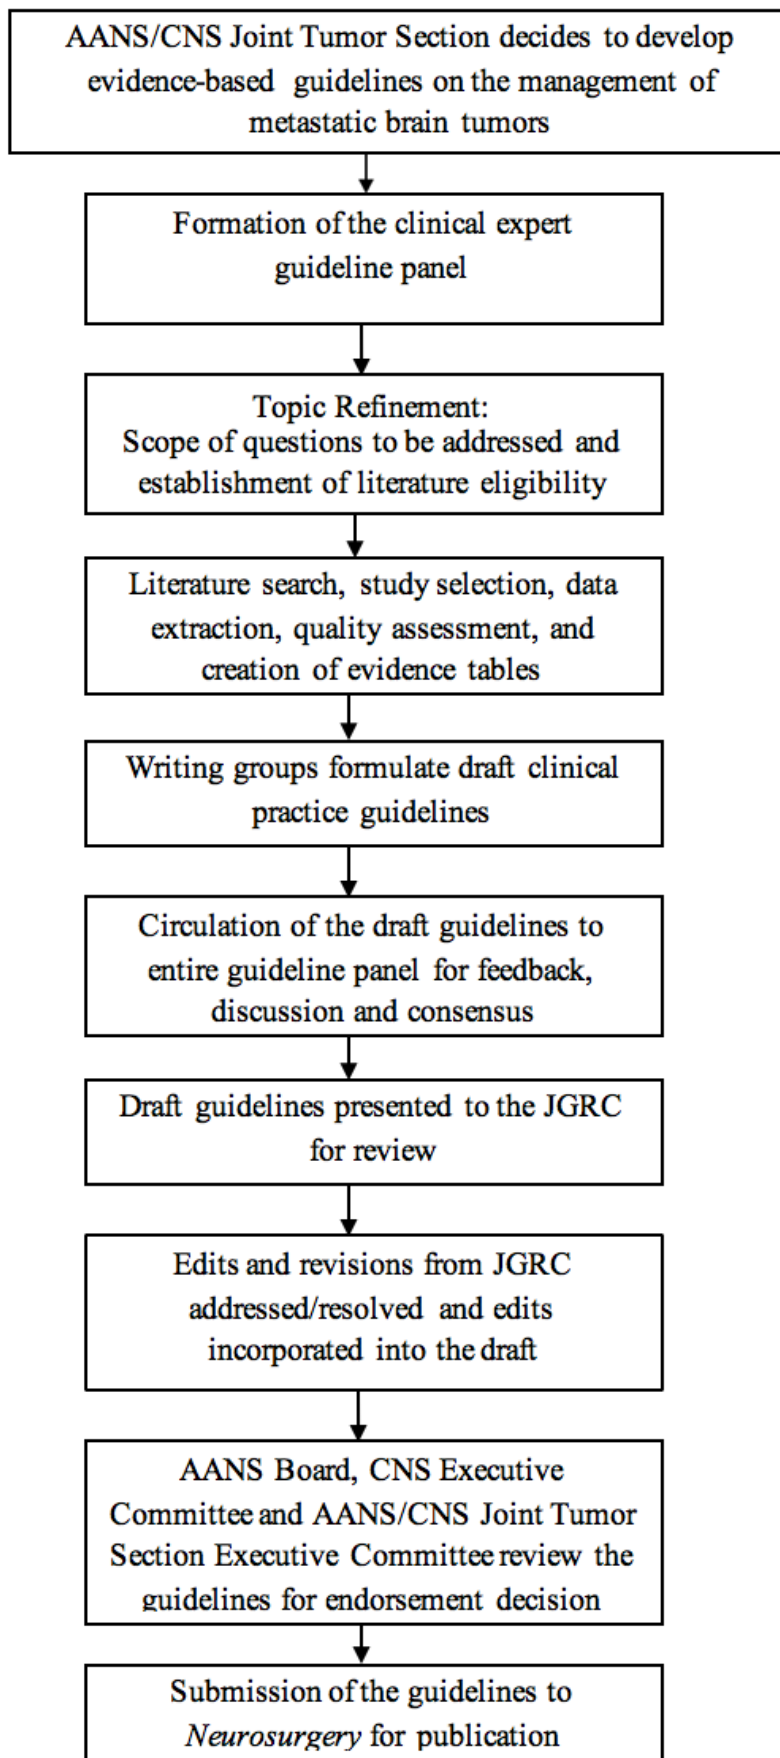 AANS/CNS Joint Tumor Section decides to develop
evidence-based guidelines on the management of
metastatic brain tumors
Formation of the clinical expert
guideline panel
Topic Refinement:
Scope of questions to be addressed and
establishment of literature eligibility
Literature search, study selection, data
extraction, quality assessment, and
creation of evidence tables
Writing groups formulate draft clinical
practice guidelines
Circulation of the draft guidelines to
entire guideline panel for feedback,
discussion and consensus
Draft guidelines presented to the JGRC
for review
Edits and revisions from JGRC
addressed/resolved and edits
incorporated into the draft
AANS Board, CNS Executive
Committee and AANS/CNS Joint Tumor
Section Executive Committee review the
guidelines for endorsement decision
Submission of the guidelines to
Neurosurgery for publication